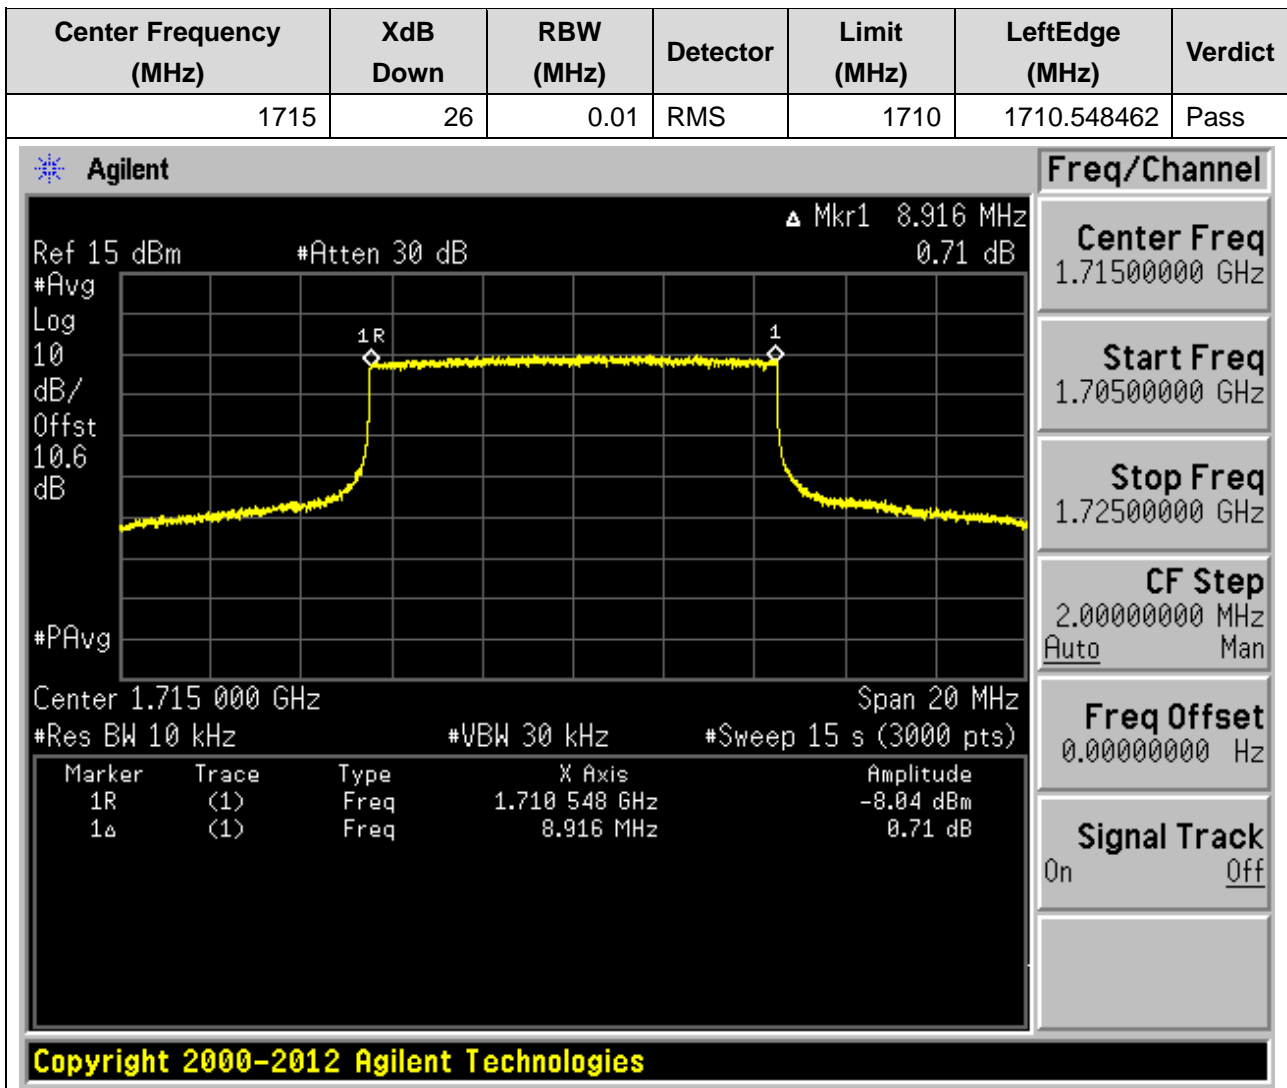 Center Frequency (MHz) XdB Down RBW (MHz) Detector Limit (MHz) LeftEdge (MHz) Verdict
1715 26 0.01 RMS 1710 1710.548462 Pass
Agilent
Freq/Channel
Δ Mkr1 8.916 MHz
Ref 15 dBm #Atten 30 dB 0.71 dB
#Avg
Log
10
dB/
Offst
10.6
dB
1R
1
#PAvg
Center 1.715 000 GHz Span 20 MHz
#Res BW 10 kHz #VBW 30 kHz #Sweep 15 s (3000 pts)
Marker Trace Type X Axis Amplitude
1R (1) Freq 1.710 548 GHz -8.04 dBm
1Δ (1) Freq 8.916 MHz 0.71 dB
Center Freq
1.71500000 GHz
Start Freq
1.70500000 GHz
Stop Freq
1.72500000 GHz
CF Step
2.00000000 MHz
Auto Man
Freq Offset
0.00000000 Hz
Signal Track
On Off
Copyright 2000-2012 Agilent Technologies